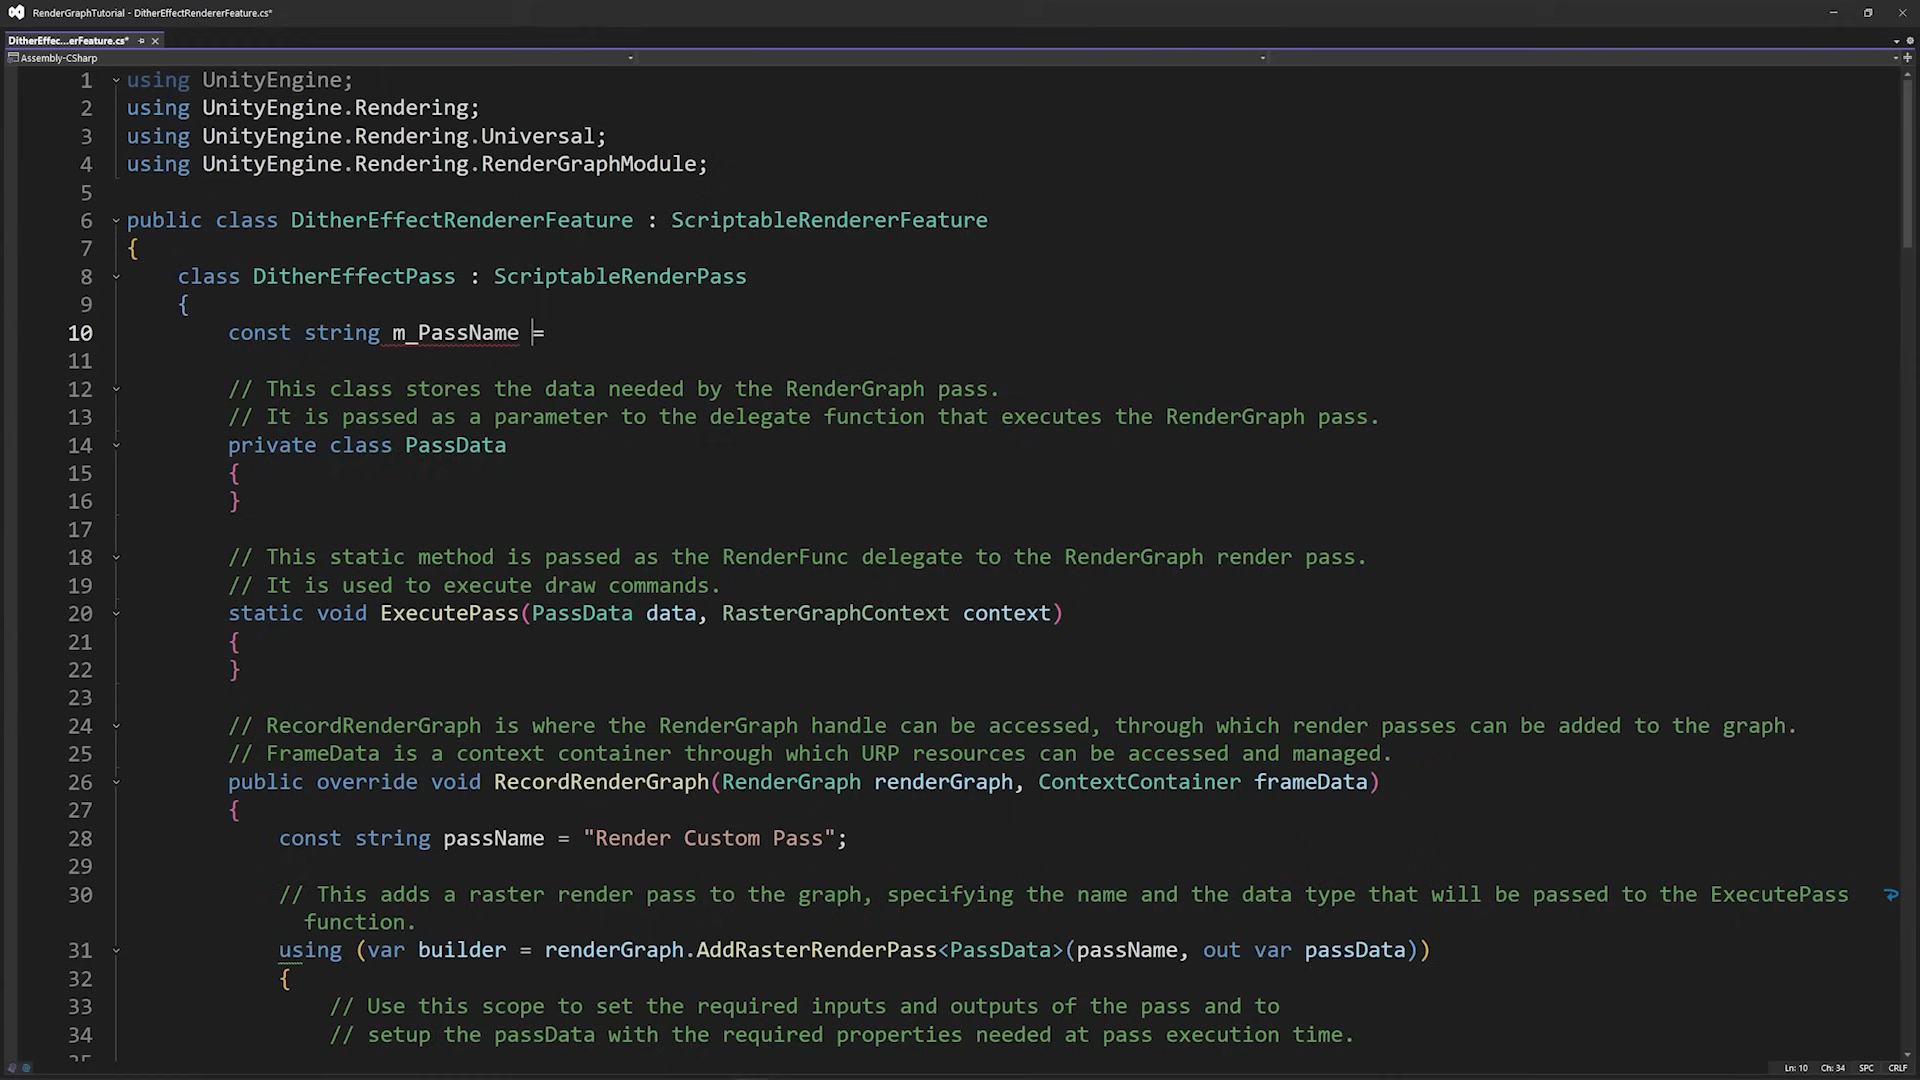 RenderGraphTutorial - DitherEffectRendererFeature.cs*
DitherEffec...erFeature.cs*
Assembly-CSharp
1 using UnityEngine;
2 using UnityEngine.Rendering;
3 using UnityEngine.Rendering.Universal;
4 using UnityEngine.Rendering.RenderGraphModule;
5
6 public class DitherEffectRendererFeature : ScriptableRendererFeature
7 {
8 class DitherEffectPass : ScriptableRenderPass
9 {
10 const string m_PassName =
11
12 // This class stores the data needed by the RenderGraph pass.
13 // It is passed as a parameter to the delegate function that executes the RenderGraph pass.
14 private class PassData
15 {
16 }
17
18 // This static method is passed as the RenderFunc delegate to the RenderGraph render pass.
19 // It is used to execute draw commands.
20 static void ExecutePass(PassData data, RasterGraphContext context)
21 {
22 }
23
24 // RecordRenderGraph is where the RenderGraph handle can be accessed, through which render passes can be added to the graph.
25 // FrameData is a context container through which URP resources can be accessed and managed.
26 public override void RecordRenderGraph(RenderGraph renderGraph, ContextContainer frameData)
27 {
28 const string passName = "Render Custom Pass";
29
30 // This adds a raster render pass to the graph, specifying the name and the data type that will be passed to the ExecutePass
function.
31 using (var builder = renderGraph.AddRasterRenderPass<PassData>(passName, out var passData))
32 {
33 // Use this scope to set the required inputs and outputs of the pass and to
34 // setup the passData with the required properties needed at pass execution time.
35
Ln: 10 Ch: 34 SPC CRLF